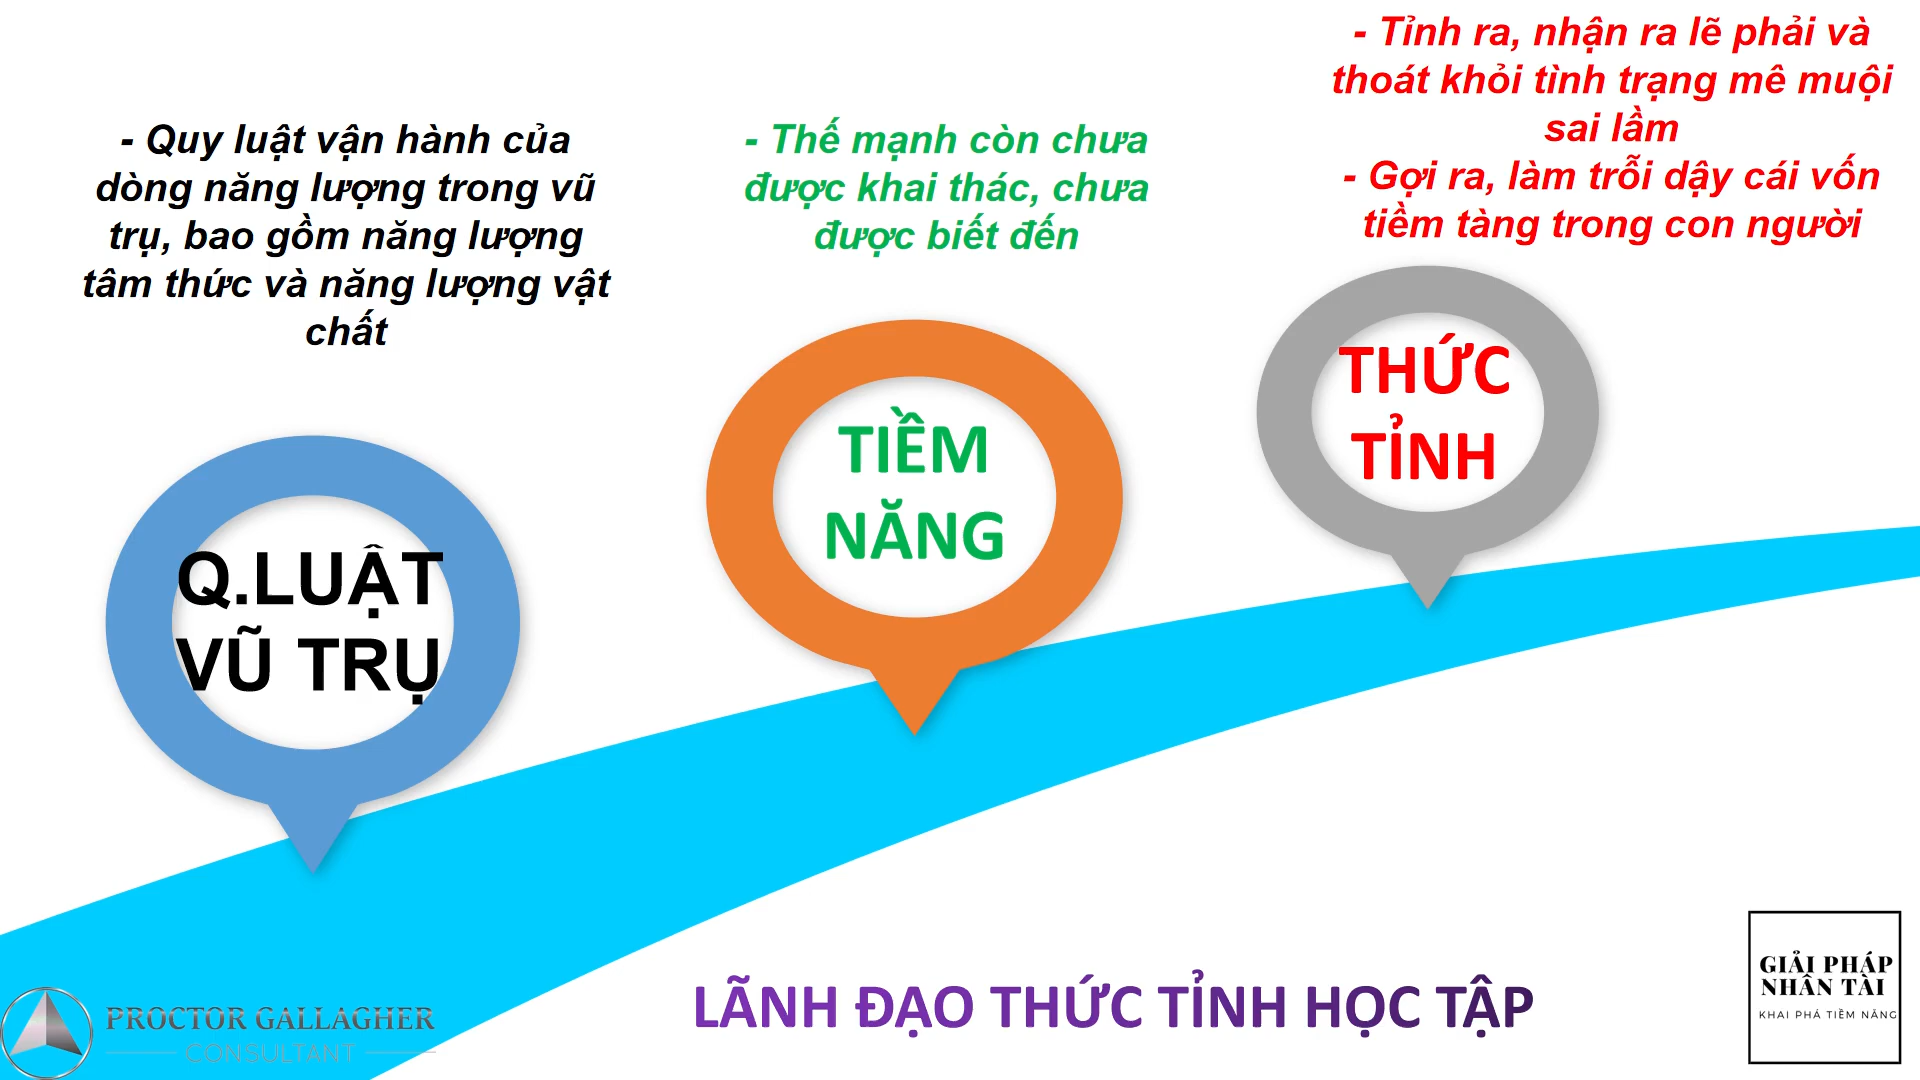 - Quy luật vận hành của
dòng năng lượng trong vũ
trụ, bao gồm năng lượng
tâm thức và năng lượng vật
chất
Q.LUẬT
VŨ TRỤ
- Thế mạnh còn chưa
được khai thác, chưa
được biết đến
TIỀM
NĂNG
- Tỉnh ra, nhận ra lẽ phải và
thoát khỏi tình trạng mê muội
sai lầm
- Gợi ra, làm trỗi dậy cái vốn
tiềm tàng trong con người
THỨC
TỈNH
PROCTOR GALLAGHER
CONSULTANT
LÃNH ĐẠO THỨC TỈNH HỌC TẬP
GIẢI PHÁP
NHÂN TÀI
KHAI PHÁ TIỀM NĂNG